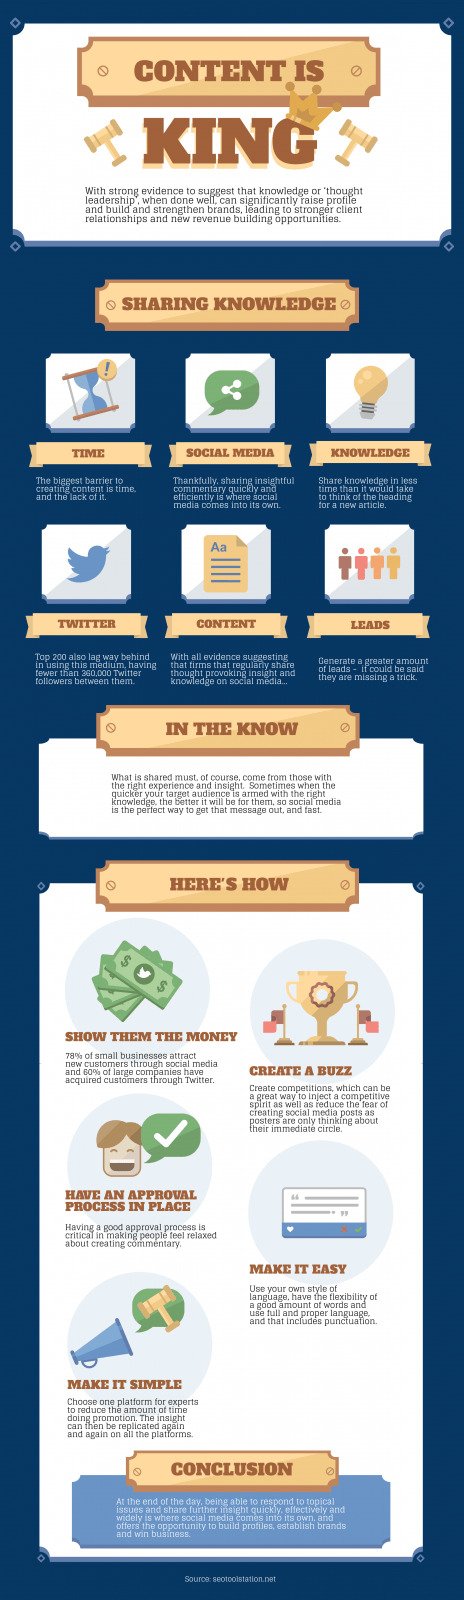 CONTENT IS
KING
With strong evidence to suggest that knowledge or 'thought
leadership', when done well, can significantly raise profile
and build and strengthen brands, leading to stronger client
relationships and new revenue building opportunities.
SHARING KNOWLEDGE
TIME
The biggest barrier to
creating content is time,
and the lack of it.
SOCIAL MEDIA
Thankfully, sharing insightful
commentary quickly and
efficiently is where social
media comes into its own.
KNOWLEDGE
Share knowledge in less
time than it would take
to think of the heading
for a new article.
Aa
TWITTER
Top 200 also lag way behind
in using this medium, having
fewer than 360,000 Twitter
followers between them.
CONTENT
With all evidence suggesting
that firms that regularly share
thought provoking insight and
knowledge on social media...
LEADS
Generate a greater amount
of leads - it could be said
they are missing a trick.
IN THE KNOW
What is shared must, of course, come from those with
the right experience and insight. Sometimes when the
quicker your target audience is armed with the right
knowledge, the better it will be for them, so social media
is the perfect way to get that message out, and fast.
HERE'S HOW
SHOW THEM THE MONEY
78% of small businesses attract
new customers through social media
and 60% of large companies have
acquired customers through Twitter.
CREATE A BUZZ
Create competitions, which can be
a great way to inject a competitive
spirit as well as reduce the fear of
creating social media posts as
posters are only thinking about
their immediate circle.
HAVE AN APPROVAL
PROCESS IN PLACE
Having a good approval process is
critical in making people feel relaxed
about creating commentary.
MAKE IT EASY
Use your own style of
language, have the flexibility of
a good amount of words and
use full and proper language,
and that includes punctuation.
MAKE IT SIMPLE
Choose one platform for experts
to reduce the amount of time
doing promotion. The insight
can then be replicated again
and again on all the platforms.
CONCLUSION
At the end of the day, being able to respond to topical
issues and share further insight quickly, effectively and
widely is where social media comes into its own, and
offers the opportunity to build profiles, establish brands
and win business.
Source: seotoolstation.net